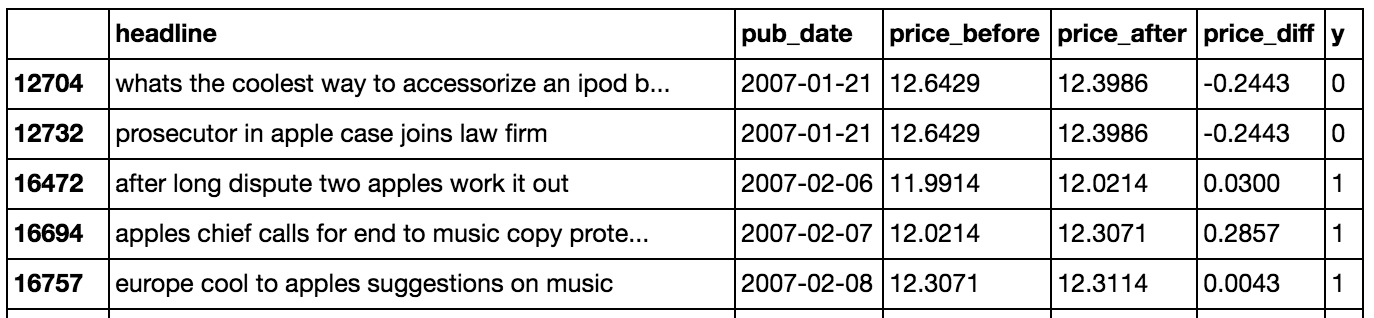 headline pub_date price_before price_after price_diff y
12704 whats the coolest way to accessorize an ipod b... 2007-01-21 12.6429 12.3986 -0.2443 0
12732 prosecutor in apple case joins law firm 2007-01-21 12.6429 12.3986 -0.2443 0
16472 after long dispute two apples work it out 2007-02-06 11.9914 12.0214 0.0300 1
16694 apples chief calls for end to music copy prote... 2007-02-07 12.0214 12.3071 0.2857 1
16757 europe cool to apples suggestions on music 2007-02-08 12.3071 12.3114 0.0043 1